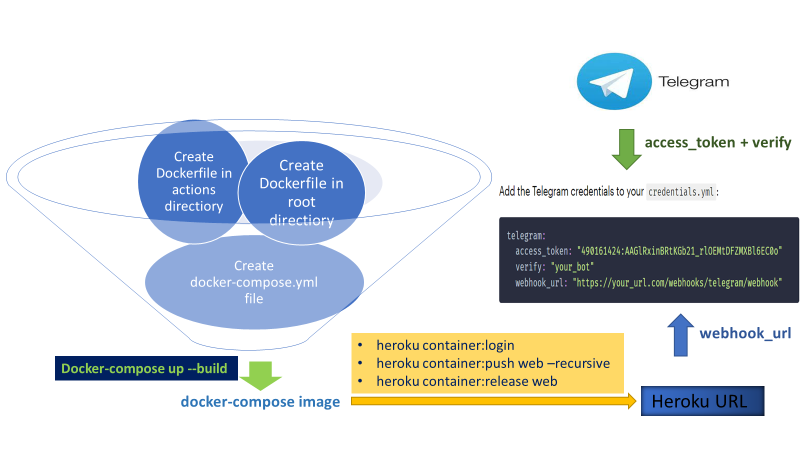 Telegram
access_token + verify
Add the Telegram credentials to your credentials.yml:
telegram:
access_token: "490161424:AAGlRxinBRtKGb21_rlOEMtDFZMXBl6EC0o"
verify: "your_bot"
webhook_url: "https://your_url.com/webhooks/telegram/webhook"
webhook_url
Heroku URL
Create
Dockerfile in
actions
directiory
Create
Dockerfile in
root
directiory
Create
docker-compose.yml
file
Docker-compose up --build
docker-compose image
• heroku container:login
• heroku container:push web –recursive
• heroku container:release web